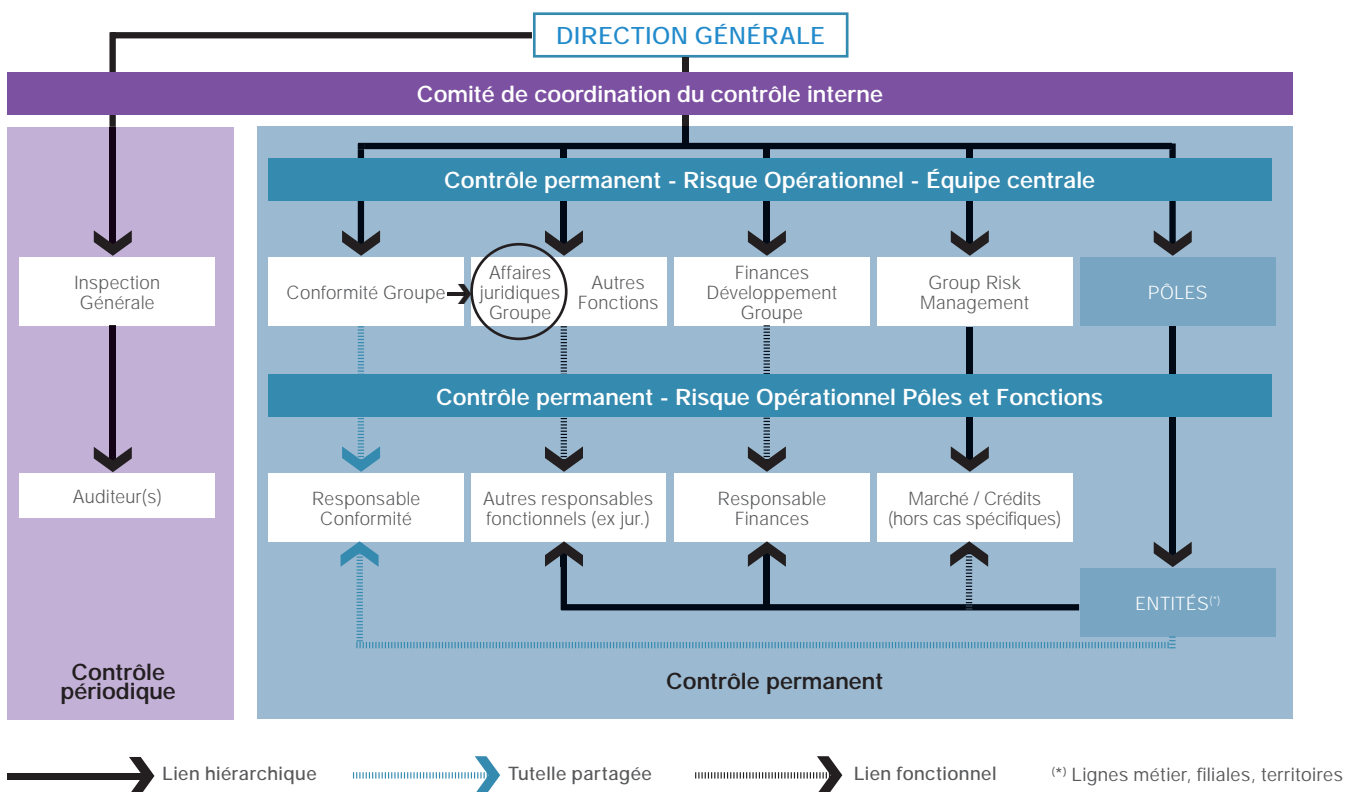 DIRECTION GÉNÉRALE
Comité de coordination du contrôle interne
Contrôle permanent - Risque Opérationnel - Équipe centrale
Inspection
Générale
Conformité Groupe
Affaires
juridiques
Groupe
Autres
Fonctions
Finances
Développement
Groupe
Group Risk
Management
PÔLES
Contrôle permanent - Risque Opérationnel Pôles et Fonctions
Auditeur(s)
Responsable
Conformité
Autres responsables
fonctionnels (ex jur.)
Responsable
Finances
Marché / Crédits
(hors cas spécifiques)
ENTITÉS(*)
Contrôle
périodique
Contrôle permanent
Lien hiérarchique
Tutelle partagée
Lien fonctionnel
(*) Lignes métier, filiales, territoires